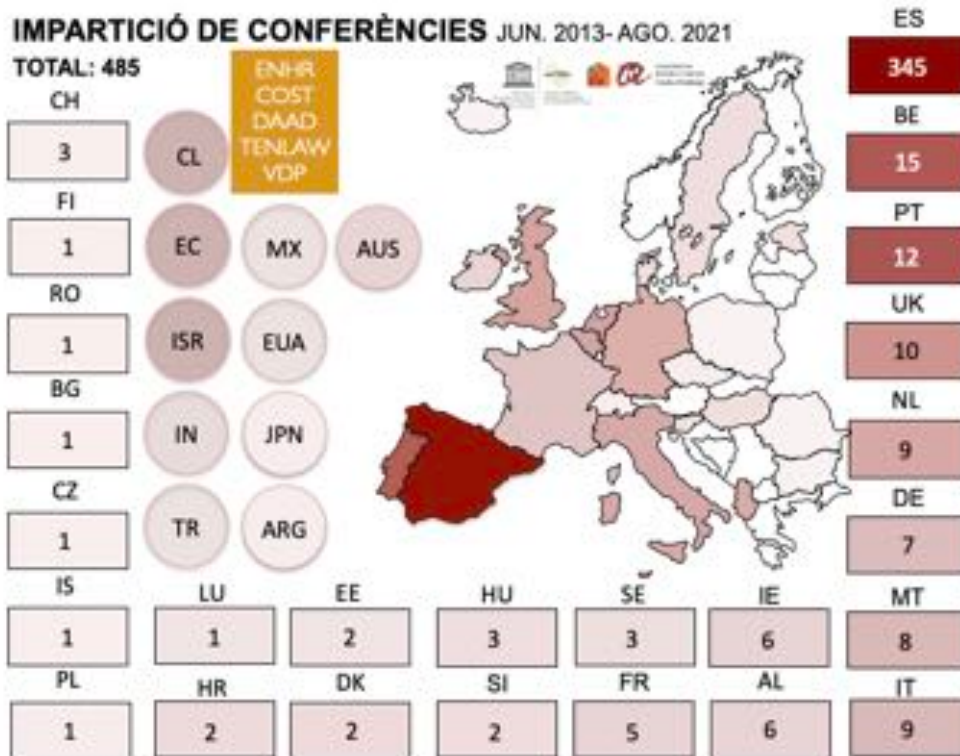 IMPARTICIÓ DE CONFERÈNCIES JUN. 2013- AGO. 2021
TOTAL: 485
ENHR
COST
DAAD
TENLAW
VDP
CH
3
FI
1
RO
1
BG
1
CZ
1
IS
1
PL
1
CL
EC
MX
AUS
ISR
EUA
IN
JPN
TR
ARG
LU
1
EE
2
HU
3
SE
3
IE
6
HR
2
DK
2
SI
2
FR
5
AL
6
ES
345
BE
15
PT
12
UK
10
NL
9
DE
7
MT
8
IT
9